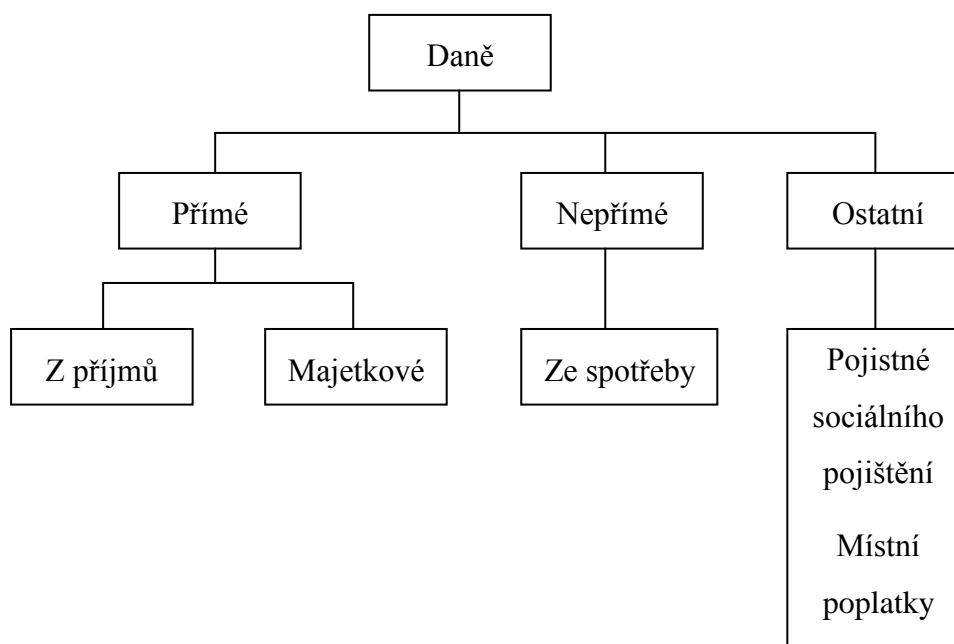 Daně
Přímé
Nepřímé
Ostatní
Z příjmů
Majetkové
Ze spotřeby
Pojistné
sociálního
pojištění
Místní
poplatky